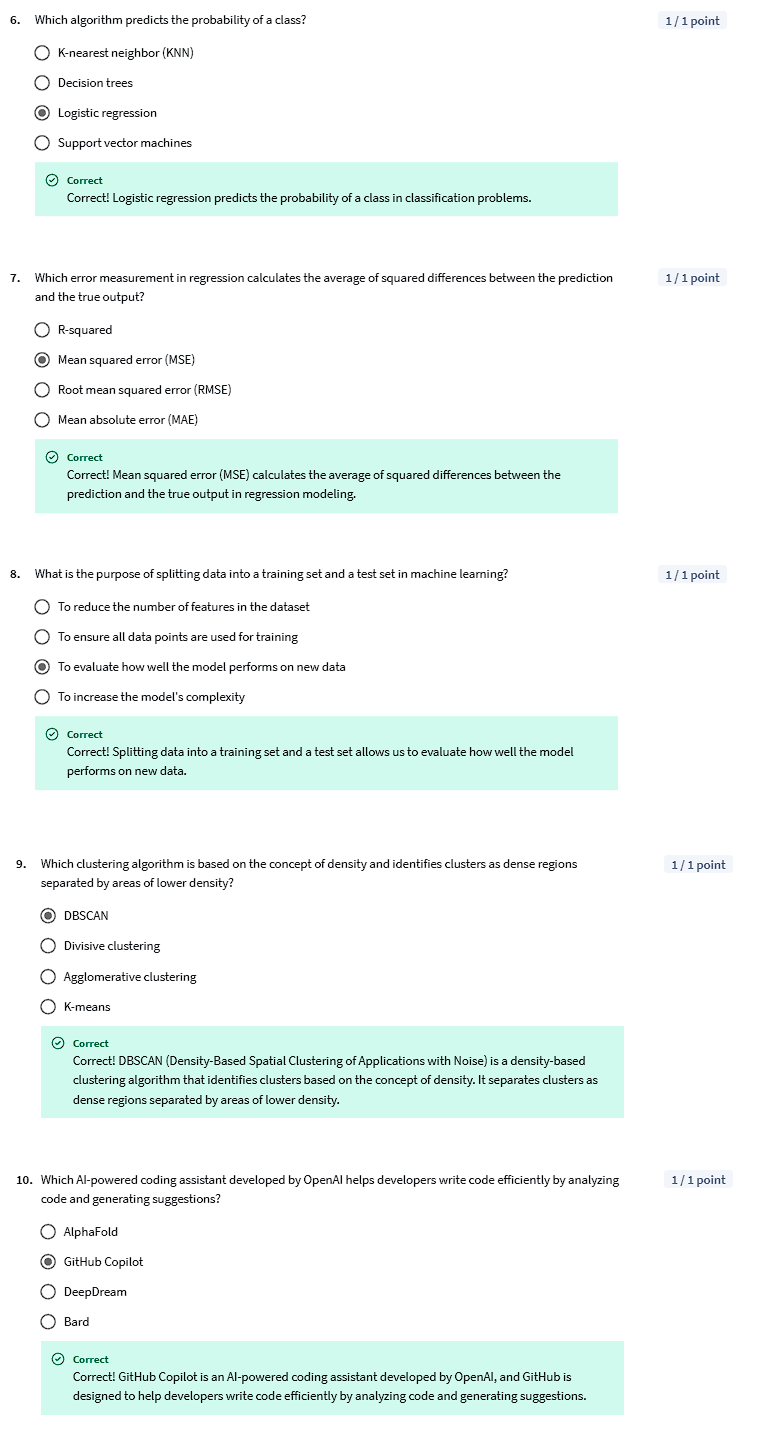 6. Which algorithm predicts the probability of a class? 1 / 1 point
K-nearest neighbor (KNN)
Decision trees
Logistic regression
Support vector machines
Correct
Correct! Logistic regression predicts the probability of a class in classification problems.
7. Which error measurement in regression calculates the average of squared differences between the prediction 1 / 1 point
and the true output?
R-squared
Mean squared error (MSE)
Root mean squared error (RMSE)
Mean absolute error (MAE)
Correct
Correct! Mean squared error (MSE) calculates the average of squared differences between the
prediction and the true output in regression modeling.
8. What is the purpose of splitting data into a training set and a test set in machine learning? 1 / 1 point
To reduce the number of features in the dataset
To ensure all data points are used for training
To evaluate how well the model performs on new data
To increase the model's complexity
Correct
Correct! Splitting data into a training set and a test set allows us to evaluate how well the model
performs on new data.
9. Which clustering algorithm is based on the concept of density and identifies clusters as dense regions 1 / 1 point
separated by areas of lower density?
DBSCAN
Divisive clustering
Agglomerative clustering
K-means
Correct
Correct! DBSCAN (Density-Based Spatial Clustering of Applications with Noise) is a density-based
clustering algorithm that identifies clusters based on the concept of density. It separates clusters as
dense regions separated by areas of lower density.
10. Which AI-powered coding assistant developed by OpenAI helps developers write code efficiently by analyzing 1 / 1 point
code and generating suggestions?
AlphaFold
GitHub Copilot
DeepDream
Bard
Correct
Correct! GitHub Copilot is an AI-powered coding assistant developed by OpenAI, and GitHub is
designed to help developers write code efficiently by analyzing code and generating suggestions.